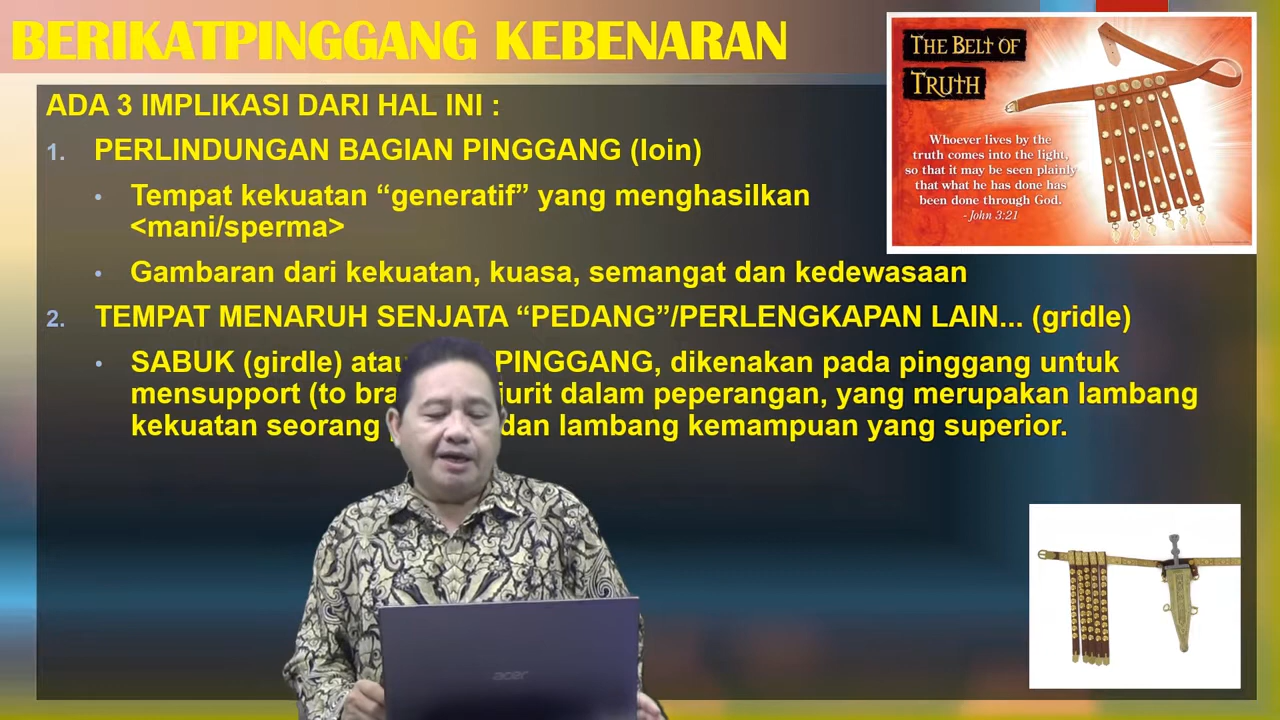 BERIKATPINGGANG KEBENARAN
THE BELT OF
TRUTH
Whoever lives by the
truth comes into the light,
so that it may be seen plainly
that what he has done has
been done through God.
- John 3:21
ADA 3 IMPLIKASI DARI HAL INI :
1. PERLINDUNGAN BAGIAN PINGGANG (loin)
• Tempat kekuatan “generatif” yang menghasilkan
<mani/sperma>
• Gambaran dari kekuatan, kuasa, semangat dan kedewasaan
2. TEMPAT MENARUH SENJATA “PEDANG”/PERLENGKAPAN LAIN... (gridle)
• SABUK (girdle) atau PINGGANG, dikenakan pada pinggang untuk
mensupport (to dalam peperangan, yang merupakan lambang
kekuatan seorang dan lambang kemampuan yang superior.
acer